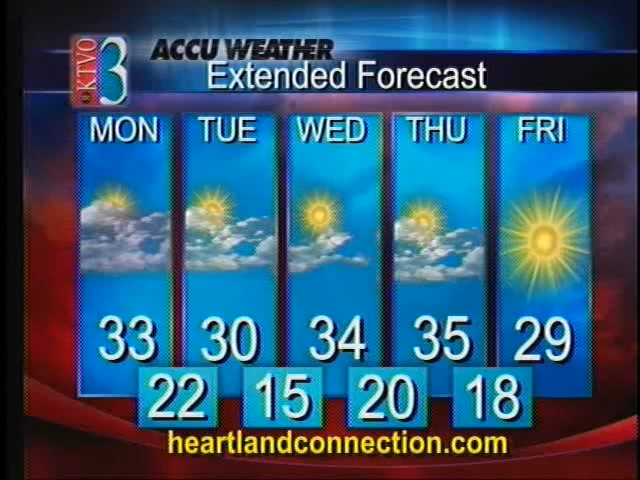 KTVO 3
ACCU WEATHER
Extended Forecast
MON TUE WED THU FRI
33 30 34 35 29
22 15 20 18
heartlandconnection.com